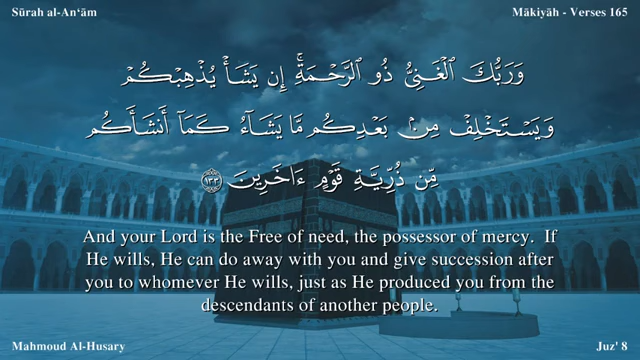 Sūrah al-An‘ām
Mākiyāh - Verses 165
وَرَبُّكَ ٱلْغَنِىُّ ذُو ٱلرَّحْمَةِ ۚ إِن يَشَأْ يُذْهِبْكُمْ
وَيَسْتَخْلِفْ مِنۢ بَعْدِكُم مَّا يَشَآءُ كَمَآ أَنشَأَكُم
مِّن ذُرِّيَّةِ قَوْمٍ ءَاخَرِينَ ١٣٣
And your Lord is the Free of need, the possessor of mercy.  If
He wills, He can do away with you and give succession after
you to whomever He wills, just as He produced you from the
descendants of another people.
Mahmoud Al-Husary
Juz' 8